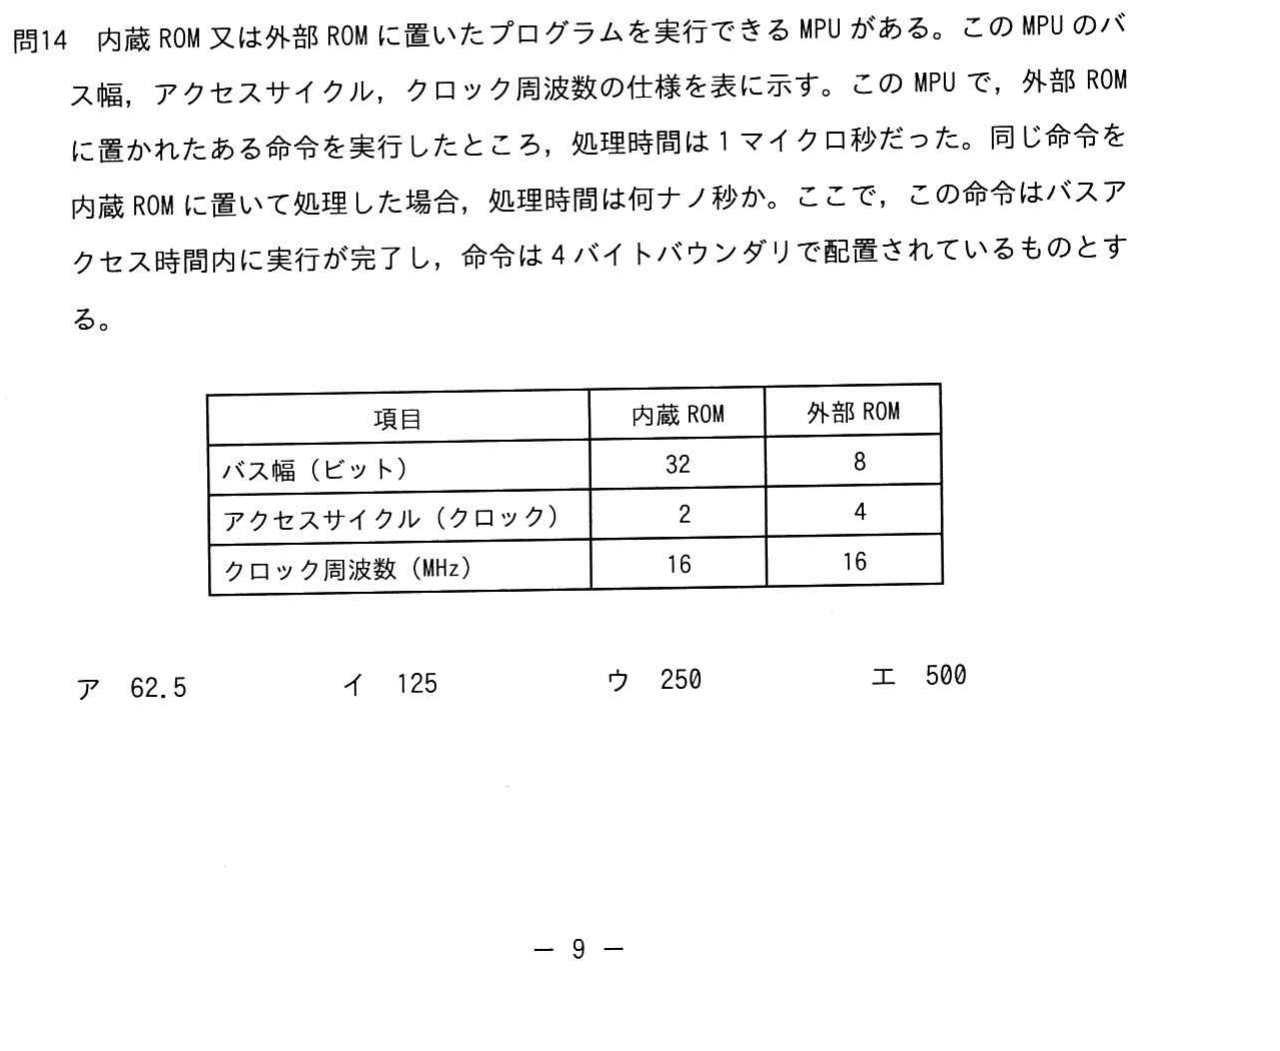 問14 内蔵 ROM 又は外部 ROM に置いたプログラムを実行できる MPU がある。この MPU のバ
ス幅，アクセスサイクル，クロック周波数の仕様を表に示す。この MPU で，外部 ROM
に置かれたある命令を実行したところ，処理時間は 1 マイクロ秒だった。同じ命令を
内蔵 ROM に置いて処理した場合，処理時間は何ナノ秒か。ここで，この命令はバスア
クセス時間内に実行が完了し，命令は 4 バイトバウンダリで配置されているものとす
る。
項目 内蔵 ROM 外部 ROM
バス幅（ビット） 32 8
アクセスサイクル（クロック） 2 4
クロック周波数（MHz） 16 16
ア 62.5 イ 125 ウ 250 エ 500
— 9 —